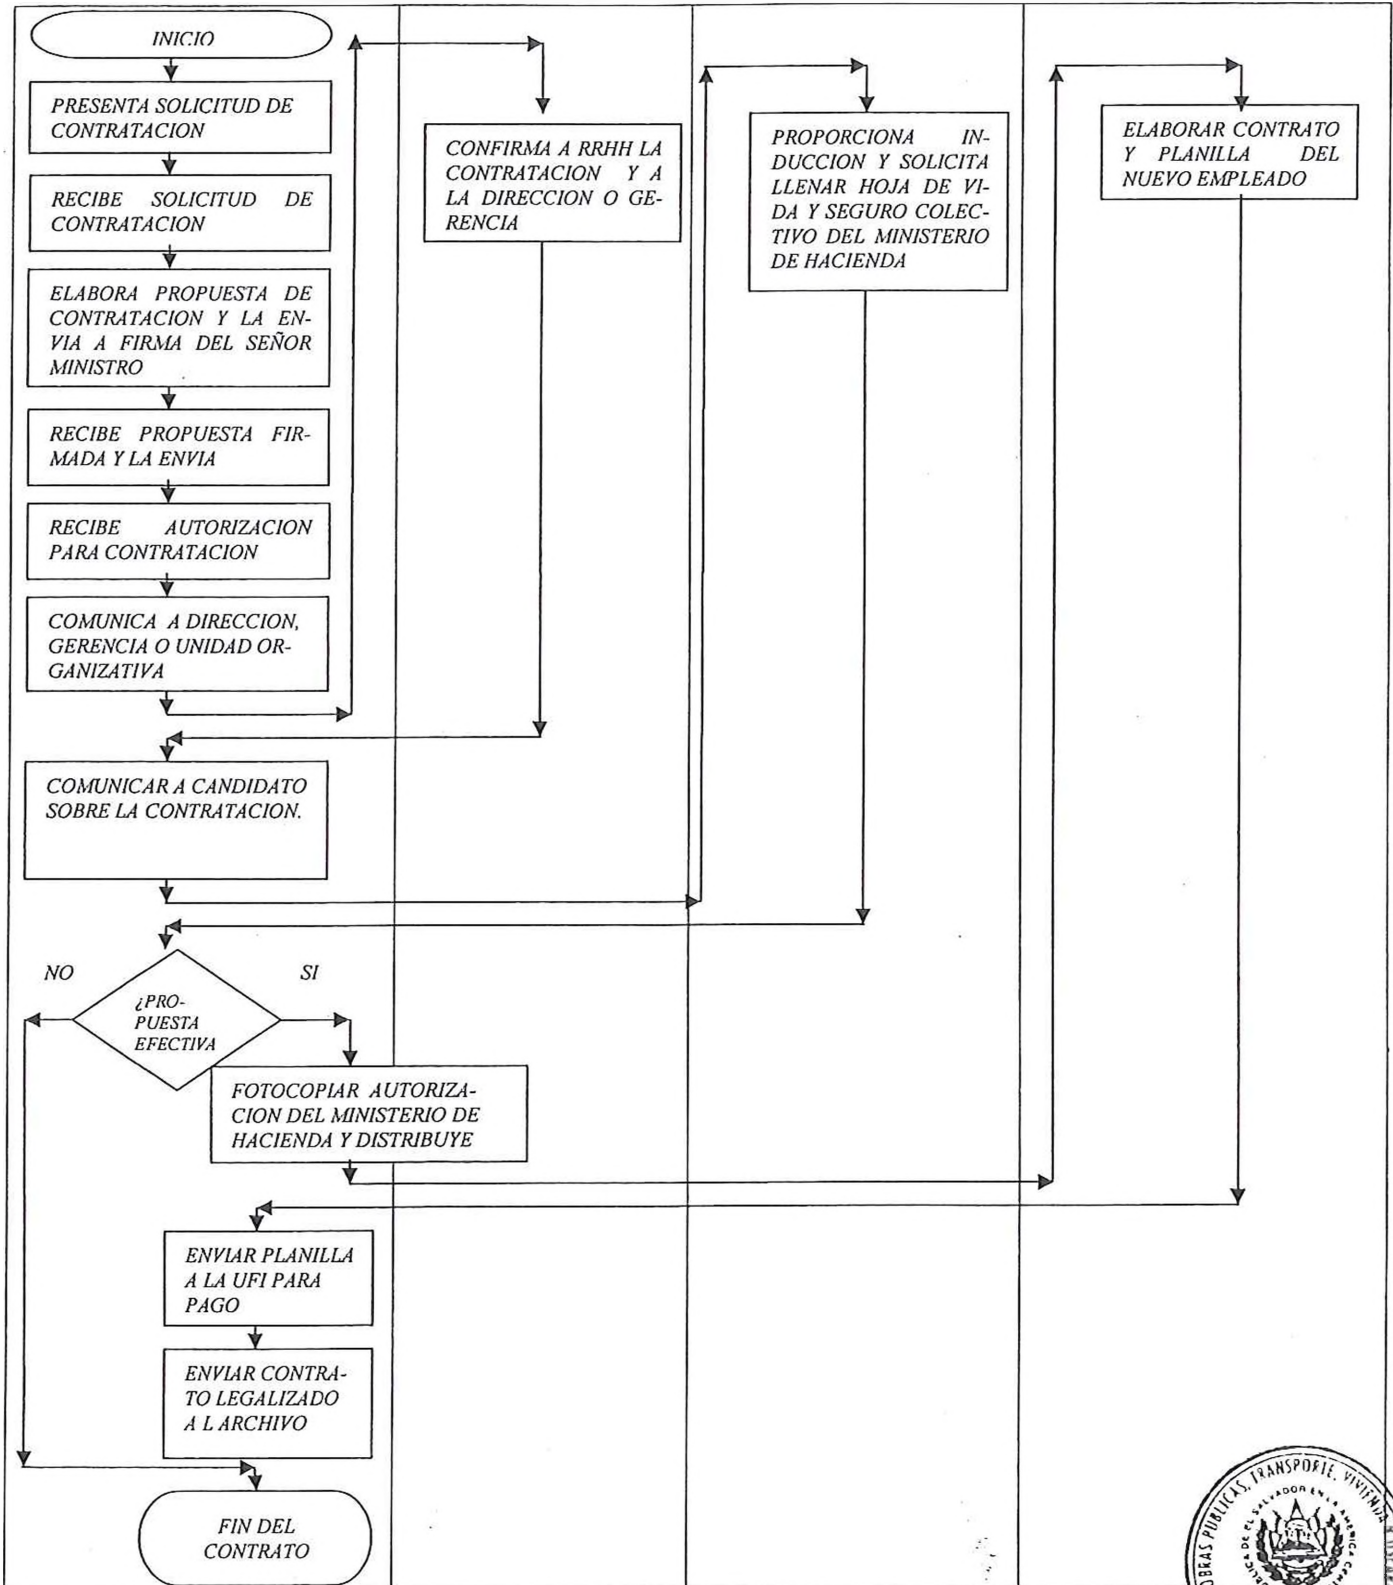 INICIO
PRESENTA SOLICITUD DE
CONTRATACION
RECIBE SOLICITUD DE
CONTRATACION
ELABORA PROPUESTA DE
CONTRATACION Y LA EN-
VIA A FIRMA DEL SEÑOR
MINISTRO
RECIBE PROPUESTA FIR-
MADA Y LA ENVIA
RECIBE AUTORIZACION
PARA CONTRATACION
COMUNICA A DIRECCION,
GERENCIA O UNIDAD OR-
GANIZATIVA
CONFIRMA A RRHH LA
CONTRATACION Y A
LA DIRECCION O GE-
RENCIA
COMUNICAR A CANDIDATO
SOBRE LA CONTRATACION.
PROPORCIONA IN-
DUCCION Y SOLICITA
LLENAR HOJA DE VI-
DA Y SEGURO COLEC-
TIVO DEL MINISTERIO
DE HACIENDA
NO
SI
¿PRO-
PUESTA
EFECTIVA
FOTOCOPIAR AUTORIZA-
CION DEL MINISTERIO DE
HACIENDA Y DISTRIBUYE
ELABORAR CONTRATO
Y PLANILLA DEL
NUEVO EMPLEADO
ENVIAR PLANILLA
A LA UFI PARA
PAGO
ENVIAR CONTRA-
TO LEGALIZADO
A L ARCHIVO
FIN DEL
CONTRATO
OBRAS PUBLICAS, TRANSPORTE, VIVIENDA
EL SALVADOR EN LA AMERICA